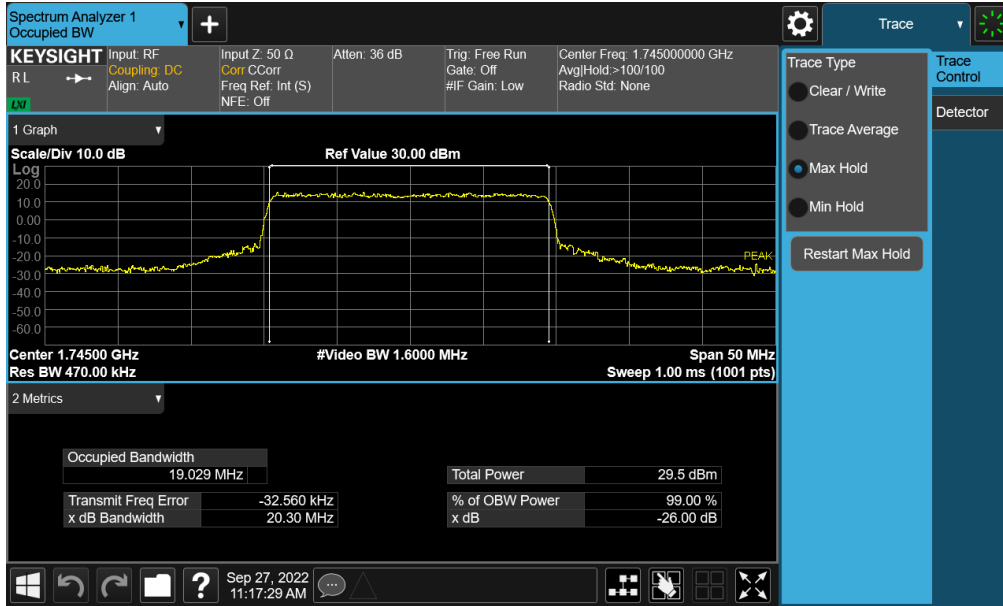 Spectrum Analyzer 1
Occupied BW
Trace
KEYSIGHT
R L
LXI
Input: RF
Coupling: DC
Align: Auto
Input Z: 50 Ω
Corr CCorr
Freq Ref: Int (S)
NFE: Off
Atten: 36 dB
Trig: Free Run
Gate: Off
#IF Gain: Low
Center Freq: 1.745000000 GHz
Avg|Hold:>100/100
Radio Std: None
1 Graph
Scale/Div 10.0 dB
Ref Value 30.00 dBm
Log
20.0
10.0
0.00
-10.0
-20.0
-30.0
-40.0
-50.0
-60.0
PEAK
Center 1.74500 GHz
#Video BW 1.6000 MHz
Span 50 MHz
Res BW 470.00 kHz
Sweep 1.00 ms (1001 pts)
2 Metrics
Occupied Bandwidth
19.029 MHz
Total Power 29.5 dBm
Transmit Freq Error -32.560 kHz
% of OBW Power 99.00 %
x dB Bandwidth 20.30 MHz
x dB -26.00 dB
Trace Type
Clear / Write
Trace Average
Max Hold
Min Hold
Restart Max Hold
Trace
Control
Detector
?
Sep 27, 2022
11:17:29 AM